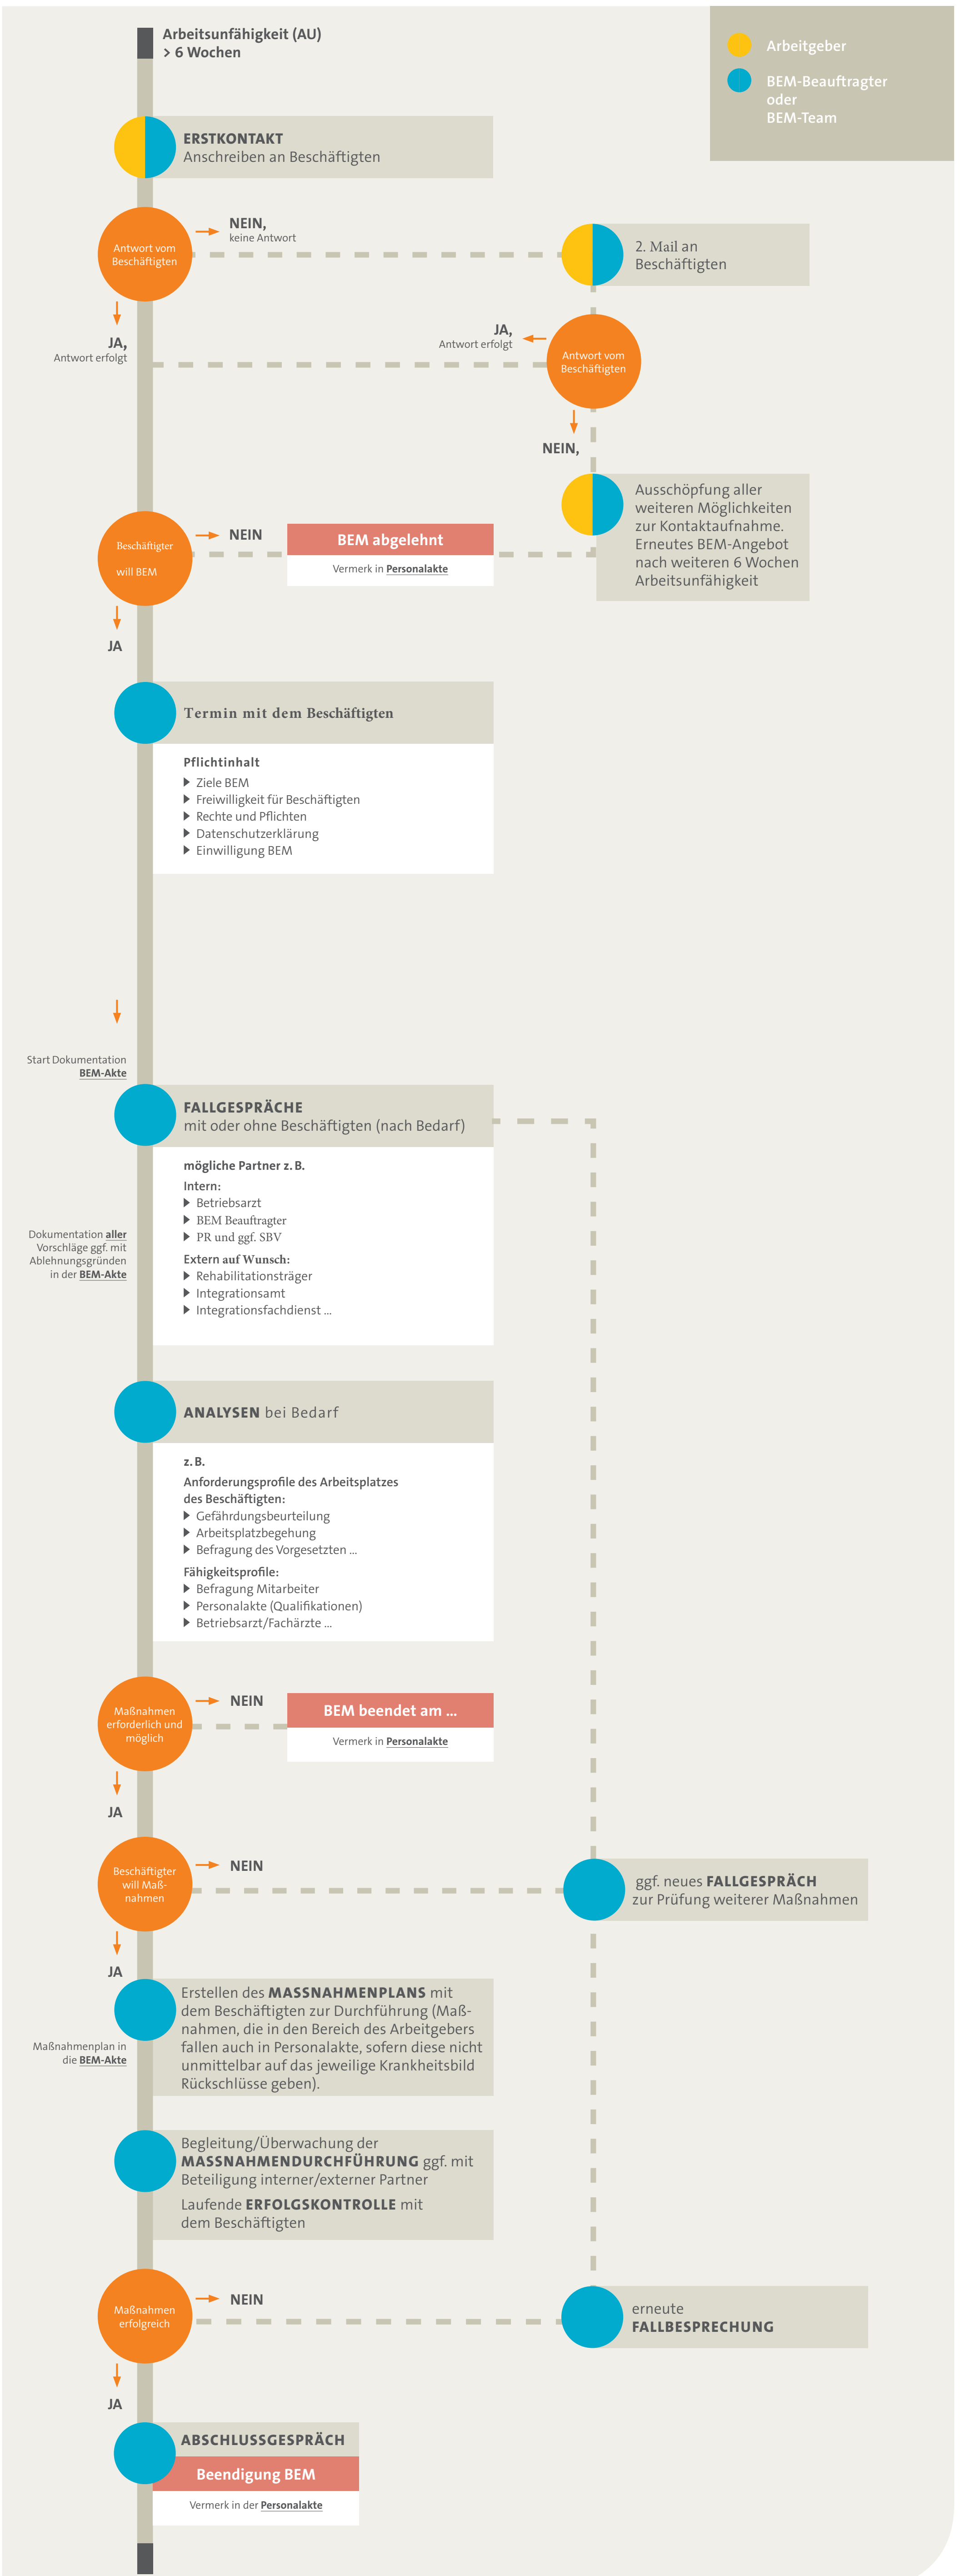 Arbeitsunfähigkeit (AU)
> 6 Wochen
Arbeitgeber
BEM-Beauftragter
oder
BEM-Team
ERSTKONTAKT
Anschreiben an Beschäftigten
Antwort vom
Beschäftigten
NEIN,
keine Antwort
2. Mail an
Beschäftigten
JA,
Antwort erfolgt
JA,
Antwort erfolgt
Antwort vom
Beschäftigten
NEIN,
Ausschöpfung aller
weiteren Möglichkeiten
zur Kontaktaufnahme.
Erneutes BEM-Angebot
nach weiteren 6 Wochen
Arbeitsunfähigkeit
Beschäftigter
will BEM
NEIN
BEM abgelehnt
Vermerk in Personalakte
JA
Termin mit dem Beschäftigten
Pflichtinhalt
Ziele BEM
Freiwilligkeit für Beschäftigten
Rechte und Pflichten
Datenschutzerklärung
Einwilligung BEM
Start Dokumentation
BEM-Akte
FALLGESPRÄCHE
mit oder ohne Beschäftigten (nach Bedarf)
mögliche Partner z. B.
Intern:
Betriebsarzt
BEM Beauftragter
PR und ggf. SBV
Extern auf Wunsch:
Rehabilitationsträger
Integrationsamt
Integrationsfachdienst ...
Dokumentation aller
Vorschläge ggf. mit
Ablehnungsgründen
in der BEM-Akte
ANALYSEN bei Bedarf
z. B.
Anforderungsprofile des Arbeitsplatzes
des Beschäftigten:
Gefährdungsbeurteilung
Arbeitsplatzbegehung
Befragung des Vorgesetzten ...
Fähigkeitsprofile:
Befragung Mitarbeiter
Personalakte (Qualifikationen)
Betriebsarzt/Fachärzte ...
Maßnahmen
erforderlich und
möglich
NEIN
BEM beendet am ...
Vermerk in Personalakte
JA
Beschäftigter
will Maß-
nahmen
NEIN
ggf. neues FALLGESPRÄCH
zur Prüfung weiterer Maßnahmen
JA
Erstellen des MASSNAHMENPLANS mit
dem Beschäftigten zur Durchführung (Maß-
nahmen, die in den Bereich des Arbeitgebers
fallen auch in Personalakte, sofern diese nicht
unmittelbar auf das jeweilige Krankheitsbild
Rückschlüsse geben).
Maßnahmenplan in
die BEM-Akte
Begleitung/Überwachung der
MASSNAHMENDURCHFÜHRUNG ggf. mit
Beteiligung interner/externer Partner
Laufende ERFOLGSKONTROLLE mit
dem Beschäftigten
Maßnahmen
erfolgreich
NEIN
erneute
FALLBESPRECHUNG
JA
ABSCHLUSSGESPRÄCH
Beendigung BEM
Vermerk in der Personalakte